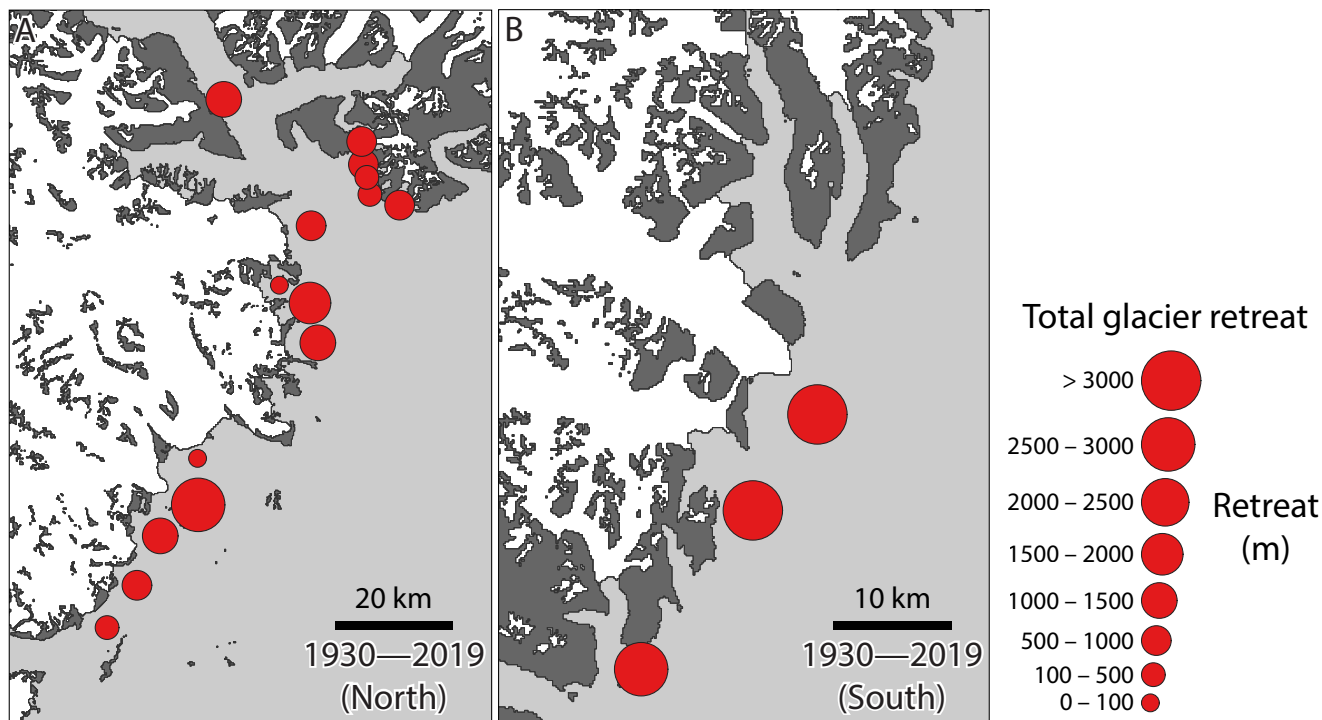 A
20 km
1930—2019
(North)
B
10 km
1930—2019
(South)
Total glacier retreat
> 3000
2500 – 3000
2000 – 2500
1500 – 2000
1000 – 1500
500 – 1000
100 – 500
0 – 100
Retreat
(m)